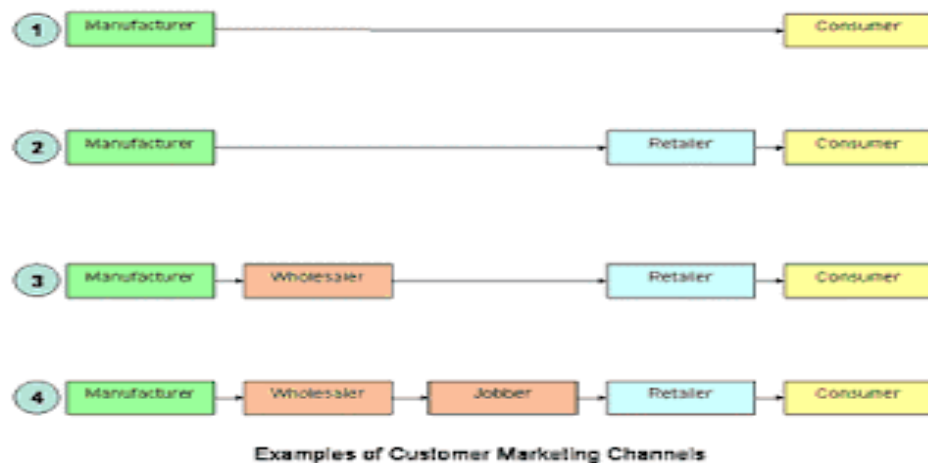 1 Manufacturer Consumer
2 Manufacturer Retailer Consumer
3 Manufacturer Wholesaler Retailer Consumer
4 Manufacturer Wholesaler Jobber Retailer Consumer
Examples of Customer Marketing Channels